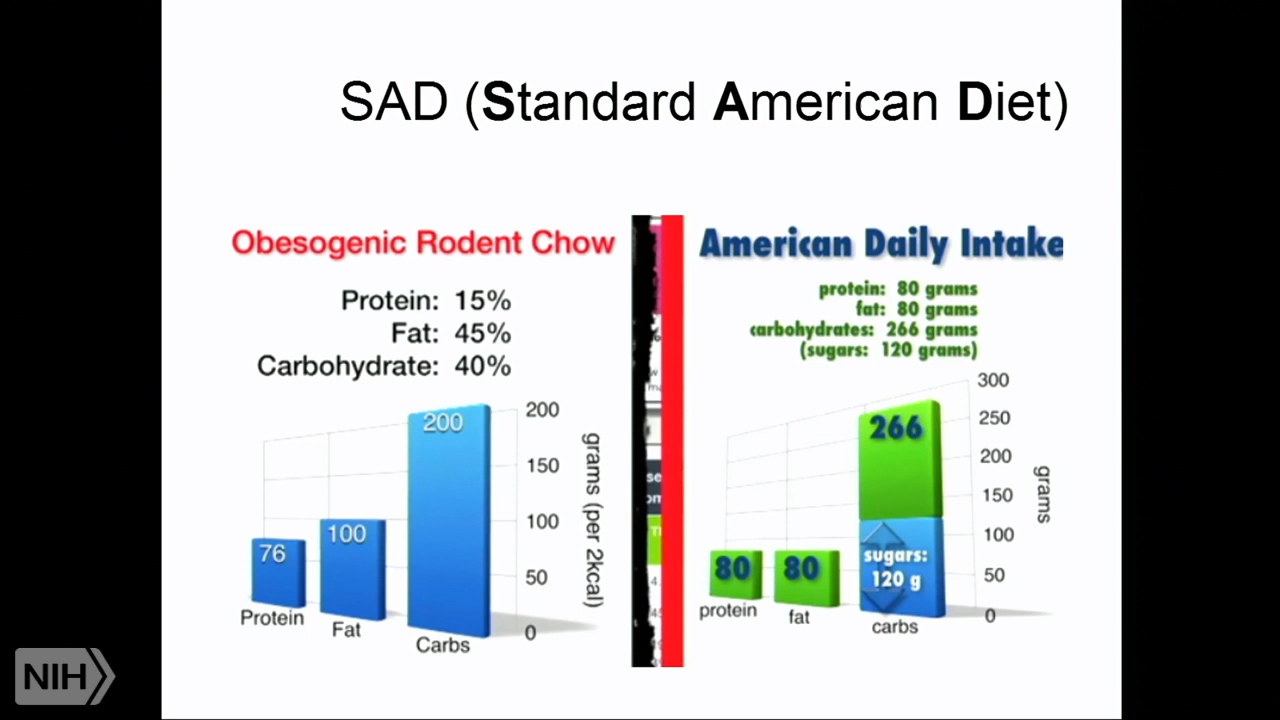 SAD (Standard American Diet)
Obesogenic Rodent Chow
Protein: 15%
Fat: 45%
Carbohydrate: 40%
200
150
100
50
0
grams (per 2kcal)
76
100
200
Protein
Fat
Carbs
American Daily Intake
protein: 80 grams
fat: 80 grams
carbohydrates: 266 grams
(sugars: 120 grams)
300
250
200
150
100
50
0
grams
80
80
266
sugars:
120 g
protein
fat
carbs
NIH